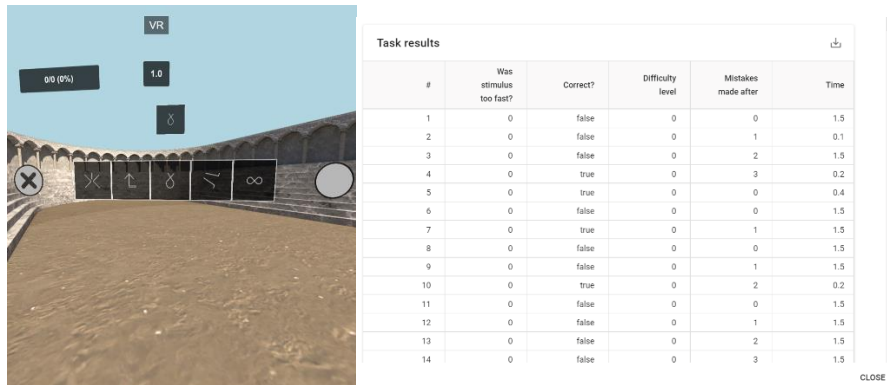 VR
0/0 (0%)
1.0
Task results
# Was stimulus too fast? Correct? Difficulty level Mistakes made after Time
1 0 false 0 0 1.5
2 0 false 0 1 0.1
3 0 false 0 2 1.5
4 0 true 0 3 0.2
5 0 true 0 0 0.4
6 0 false 0 0 1.5
7 0 true 0 1 1.5
8 0 false 0 0 1.5
9 0 false 0 1 1.5
10 0 true 0 2 0.2
11 0 false 0 0 1.5
12 0 false 0 1 1.5
13 0 false 0 2 1.5
14 0 false 0 3 1.5
CLOSE